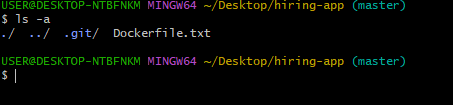 USER@DESKTOP-NTBFNKM MINGW64 ~/Desktop/hiring-app (master)
$ ls -a
./  ../  .git/  Dockerfile.txt
USER@DESKTOP-NTBFNKM MINGW64 ~/Desktop/hiring-app (master)
$